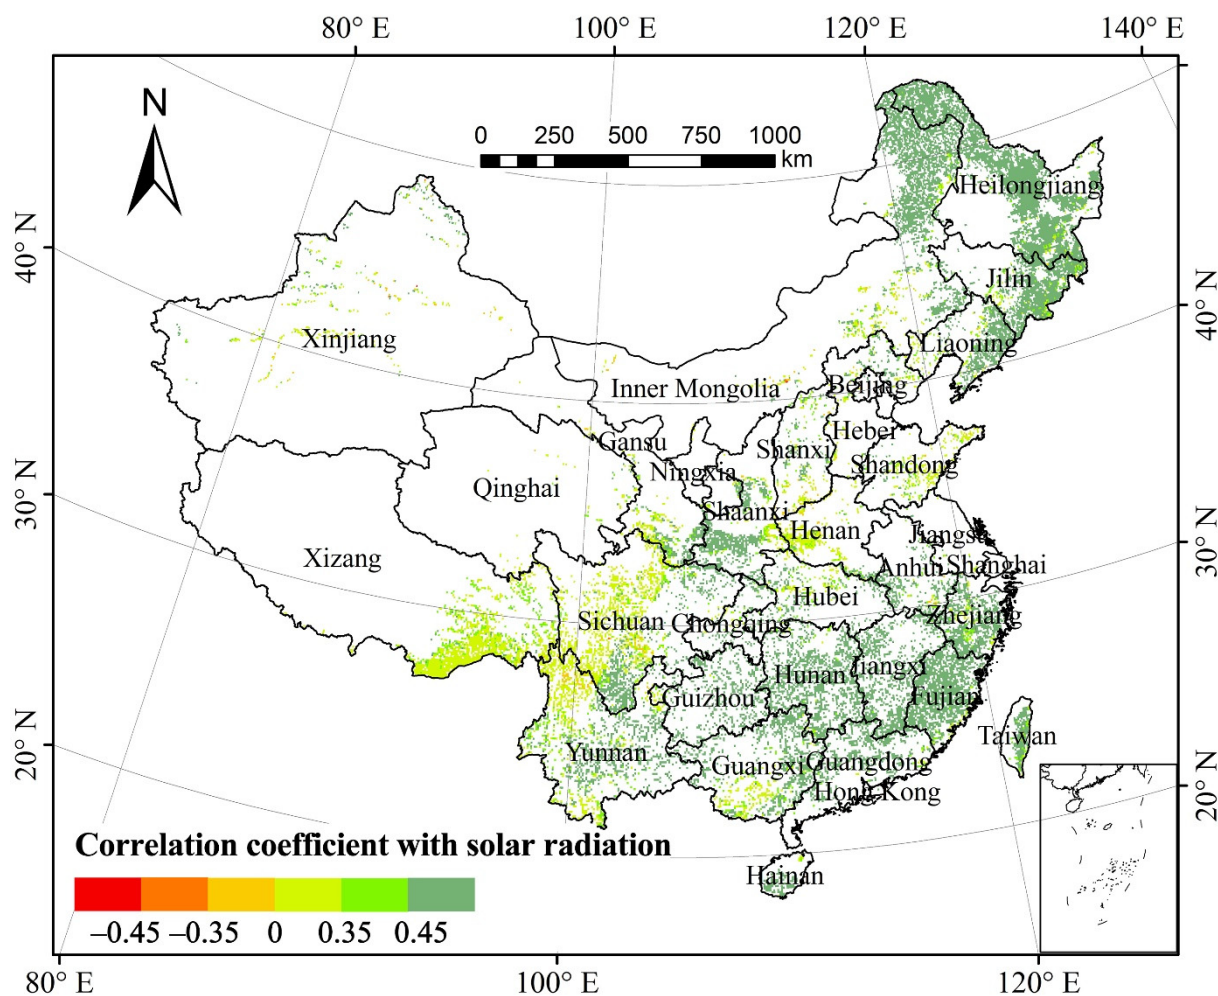 80° E 100° E 120° E 140° E
N
0 250 500 750 1000
km
Heilongjiang
40° N
Jilin
40° N
Xinjiang
Liaoning
Inner Mongolia
Beijing
Heber
Gansu
Shanxi
Ningxia
Shandong
Qinghai
30° N
Shaanxi
Henan
Jiangsu
30° N
Xizang
Anhui
Shanghai
Hubei
Sichuan
Chongqing
Zhejiang
Hunan
Jiangxi
Guizhou
Fujian
20° N
Yunnan
Taiwan
Guangxi
Guangdong
Hong Kong
20° N
Correlation coefficient with solar radiation
Hainan
–0.45 –0.35 0 0.35 0.45
80° E 100° E 120° E